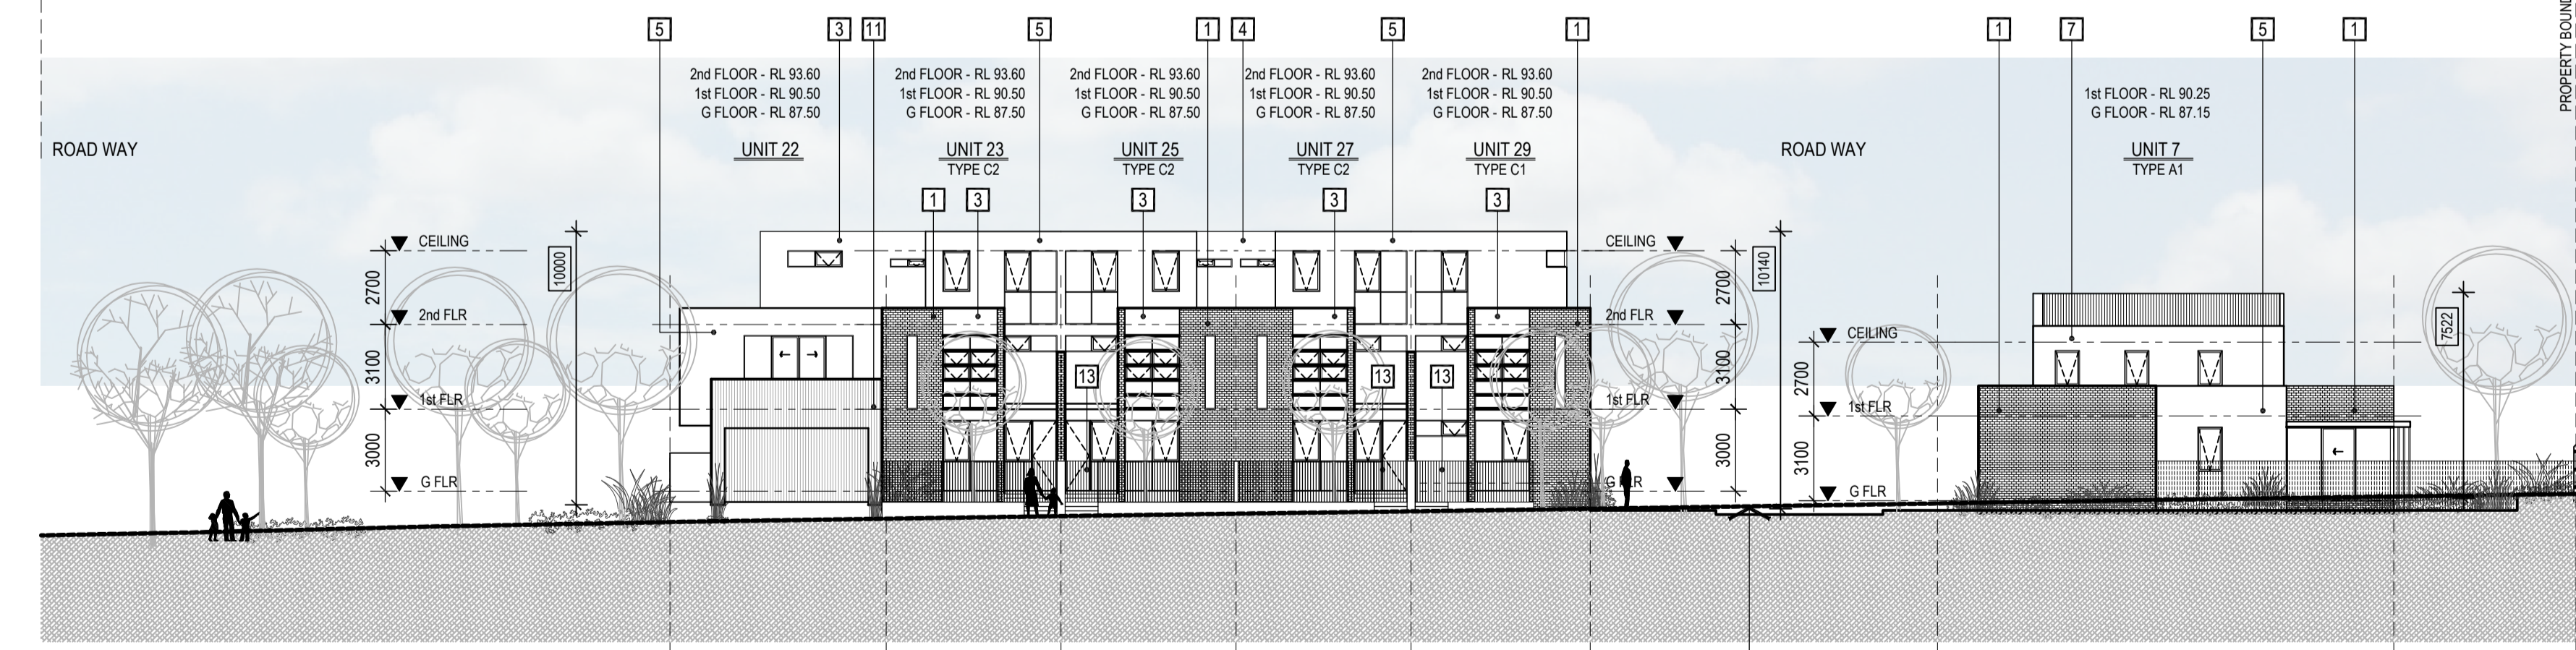 5
3
11
5
1
4
5
1
1
7
5
1
PROPERTY BOUND
2nd FLOOR - RL 93.60
1st FLOOR - RL 90.50
G FLOOR - RL 87.50
UNIT 22
2nd FLOOR - RL 93.60
1st FLOOR - RL 90.50
G FLOOR - RL 87.50
UNIT 23
TYPE C2
2nd FLOOR - RL 93.60
1st FLOOR - RL 90.50
G FLOOR - RL 87.50
UNIT 25
TYPE C2
2nd FLOOR - RL 93.60
1st FLOOR - RL 90.50
G FLOOR - RL 87.50
UNIT 27
TYPE C2
2nd FLOOR - RL 93.60
1st FLOOR - RL 90.50
G FLOOR - RL 87.50
UNIT 29
TYPE C1
1st FLOOR - RL 90.25
G FLOOR - RL 87.15
UNIT 7
TYPE A1
ROAD WAY
ROAD WAY
1
3
3
3
3
CEILING
2700
2nd FLR
3100
1st FLR
3000
G FLR
10000
13
13
13
CEILING
2700
2nd FLR
3100
1st FLR
3000
G FLR
10140
CEILING
2700
1st FLR
3100
G FLR
7522